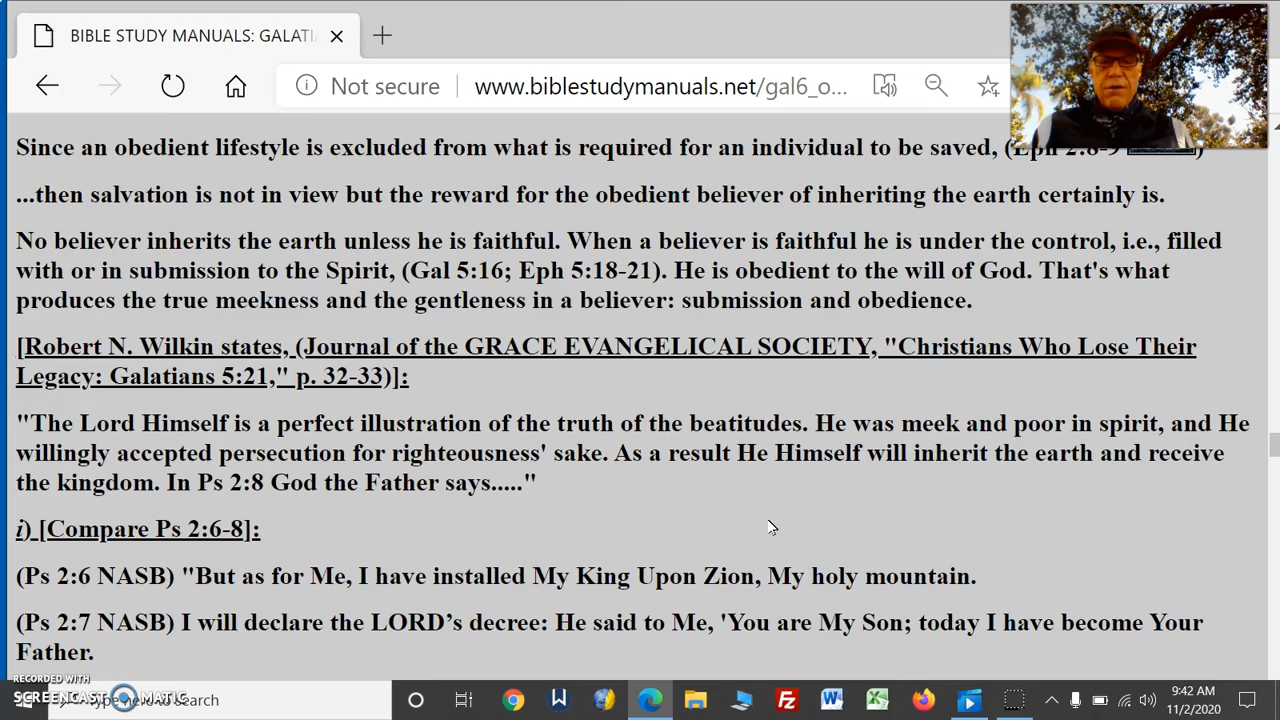 BIBLE STUDY MANUALS: GALATI
Not secure
www.biblestudymanuals.net/gal6_o...
Since an obedient lifestyle is excluded from what is required for an individual to be saved, (Eph 2:8-9
...then salvation is not in view but the reward for the obedient believer of inheriting the earth certainly is.
No believer inherits the earth unless he is faithful. When a believer is faithful he is under the control, i.e., filled
with or in submission to the Spirit, (Gal 5:16; Eph 5:18-21). He is obedient to the will of God. That's what
produces the true meekness and the gentleness in a believer: submission and obedience.
[Robert N. Wilkin states, (Journal of the GRACE EVANGELICAL SOCIETY, "Christians Who Lose Their
Legacy: Galatians 5:21," p. 32-33)]:
"The Lord Himself is a perfect illustration of the truth of the beatitudes. He was meek and poor in spirit, and He
willingly accepted persecution for righteousness' sake. As a result He Himself will inherit the earth and receive
the kingdom. In Ps 2:8 God the Father says....."
i) [Compare Ps 2:6-8]:
(Ps 2:6 NASB) "But as for Me, I have installed My King Upon Zion, My holy mountain.
(Ps 2:7 NASB) I will declare the LORD’s decree: He said to Me, 'You are My Son; today I have become Your
Father.
RECORDED WITH
SCREENCAST MATIC
here to search
9:42 AM
11/2/2020